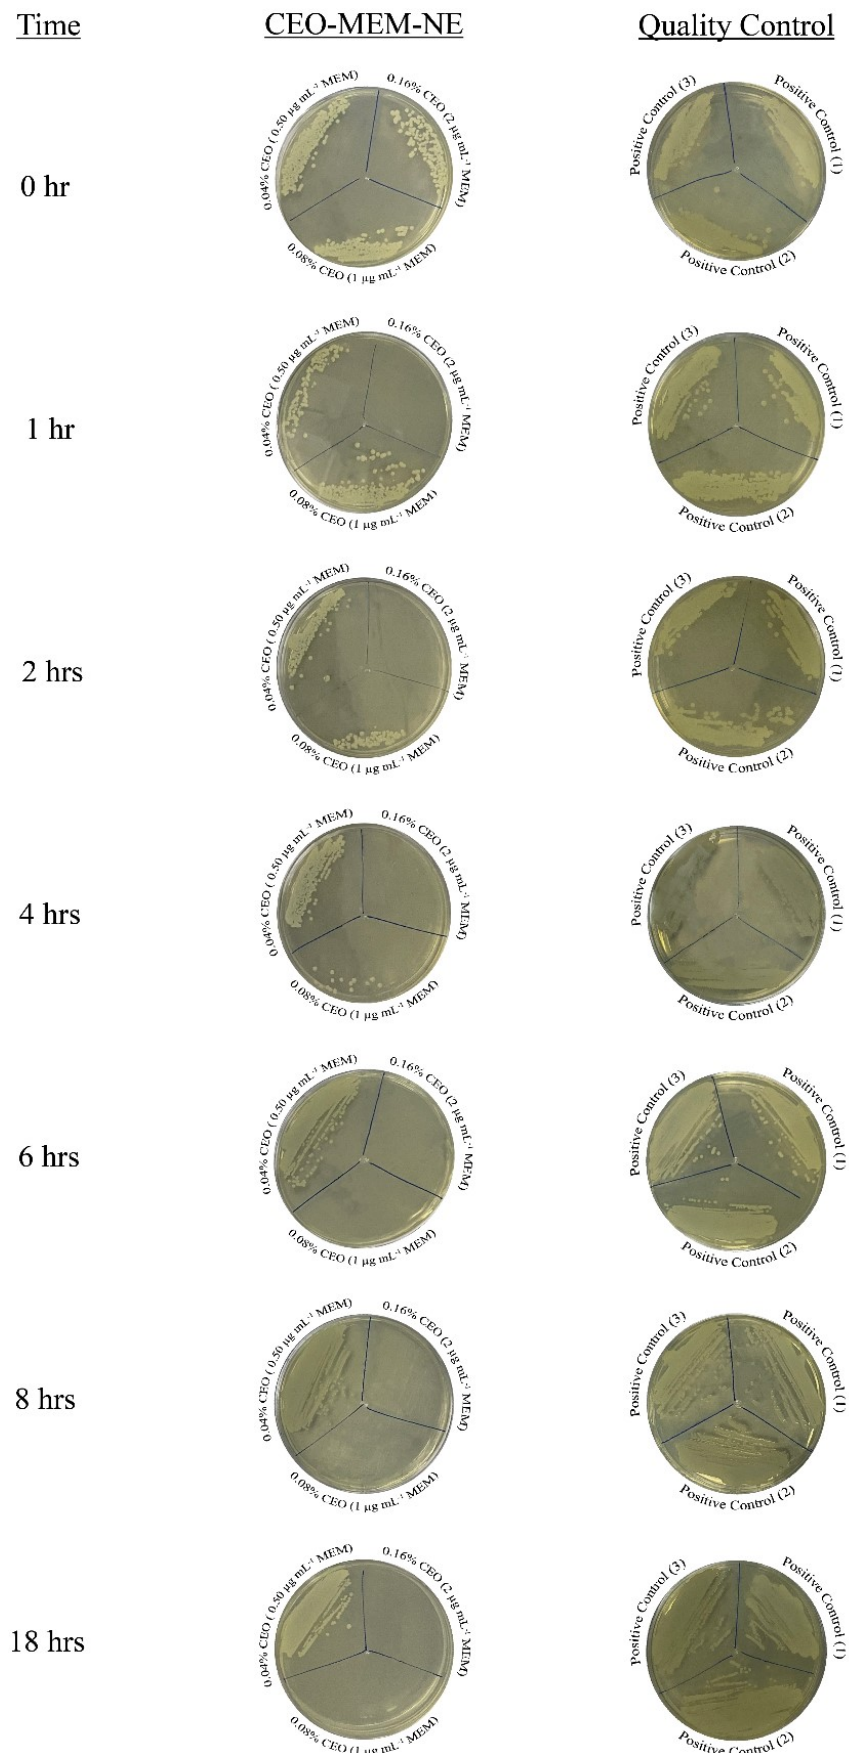 Time CEO-MEM-NE Quality Control
0 hr
0.04% CEO ( 0.50 µg mL⁻¹ MEM)
0.16% CEO (2 µg mL⁻¹ MEM)
0.08% CEO (1 µg mL⁻¹ MEM)
Positive Control (3)
Positive Control (1)
Positive Control (2)
1 hr
0.04% CEO ( 0.50 µg mL⁻¹ MEM)
0.16% CEO (2 µg mL⁻¹ MEM)
0.08% CEO (1 µg mL⁻¹ MEM)
Positive Control (3)
Positive Control (1)
Positive Control (2)
2 hrs
0.04% CEO ( 0.50 µg mL⁻¹ MEM)
0.16% CEO (2 µg mL⁻¹ MEM)
0.08% CEO (1 µg mL⁻¹ MEM)
Positive Control (3)
Positive Control (1)
Positive Control (2)
4 hrs
0.04% CEO ( 0.50 µg mL⁻¹ MEM)
0.16% CEO (2 µg mL⁻¹ MEM)
0.08% CEO (1 µg mL⁻¹ MEM)
Positive Control (3)
Positive Control (1)
Positive Control (2)
6 hrs
0.04% CEO ( 0.50 µg mL⁻¹ MEM)
0.16% CEO (2 µg mL⁻¹ MEM)
0.08% CEO (1 µg mL⁻¹ MEM)
Positive Control (3)
Positive Control (1)
Positive Control (2)
8 hrs
0.04% CEO ( 0.50 µg mL⁻¹ MEM)
0.16% CEO (2 µg mL⁻¹ MEM)
0.08% CEO (1 µg mL⁻¹ MEM)
Positive Control (3)
Positive Control (1)
Positive Control (2)
18 hrs
0.04% CEO ( 0.50 µg mL⁻¹ MEM)
0.16% CEO (2 µg mL⁻¹ MEM)
0.08% CEO (1 µg mL⁻¹ MEM)
Positive Control (3)
Positive Control (1)
Positive Control (2)